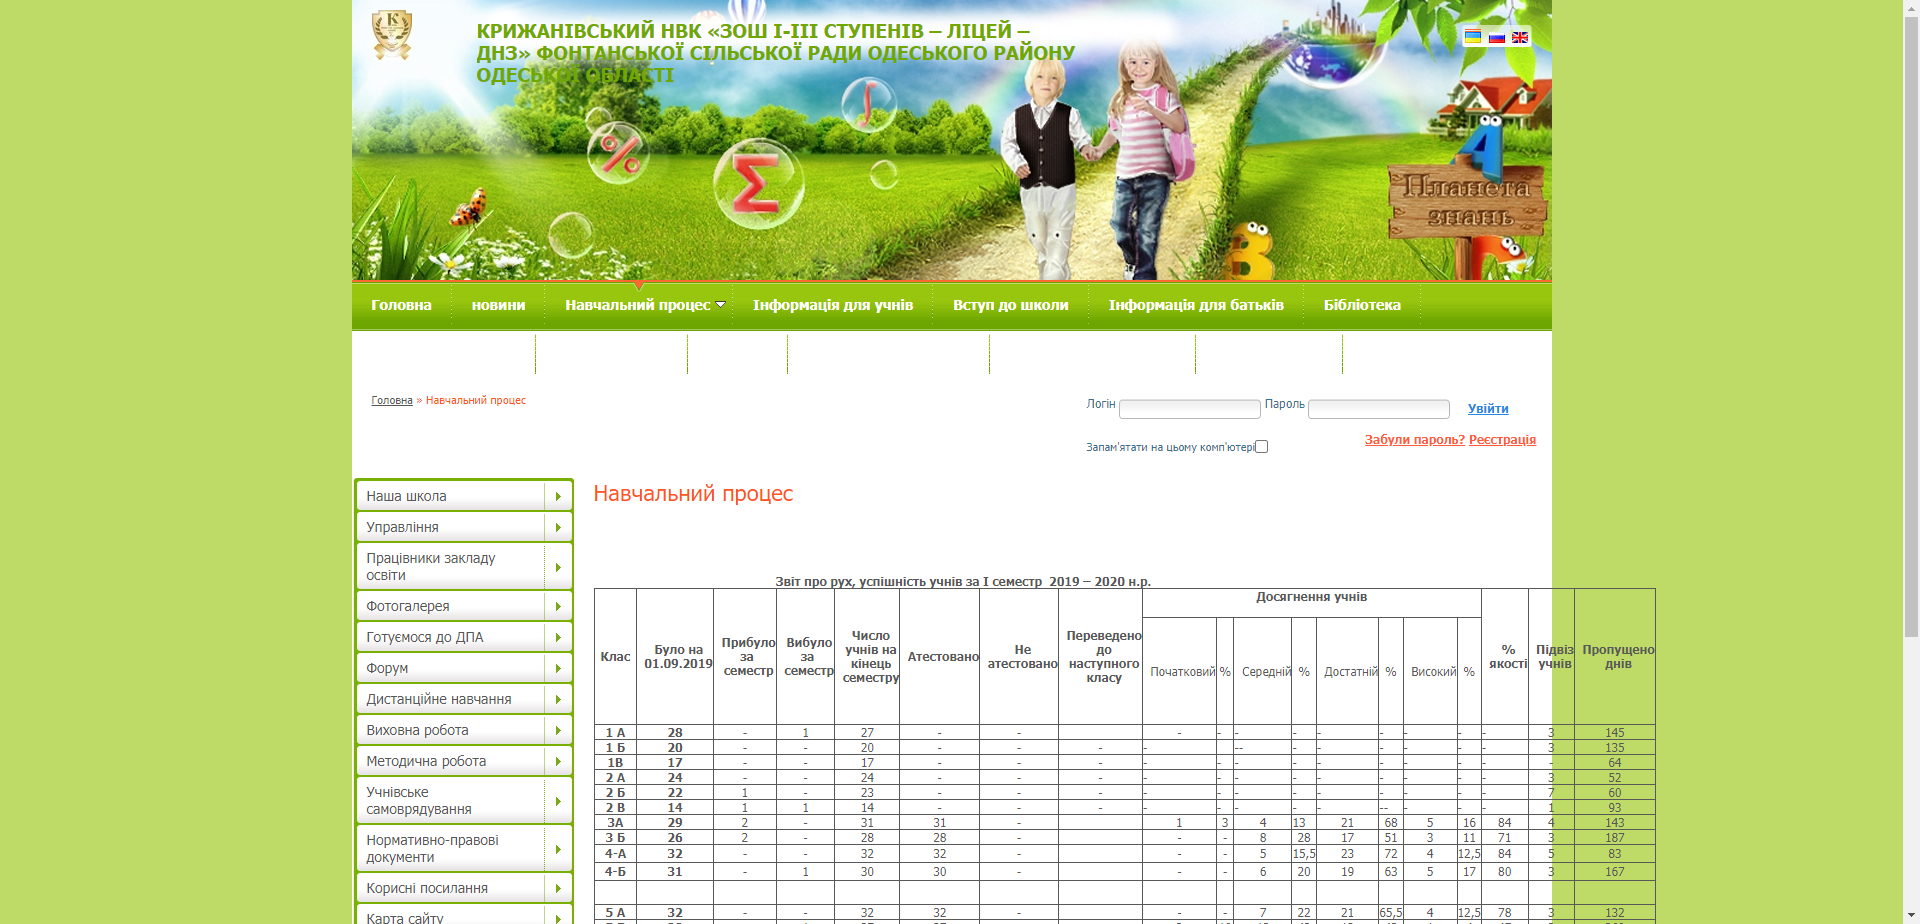 КРИЖАНІВСЬКИЙ НВК «ЗОШ І-ІІІ СТУПЕНІВ – ЛІЦЕЙ –
ДНЗ» ФОНТАНСЬКОЇ СІЛЬСЬКОЇ РАДИ ОДЕСЬКОГО РАЙОНУ
ОДЕСЬКОЇ ОБЛАСТІ
Планета
знань
Головна новини Навчальний процес Інформація для учнів Вступ до школи Інформація для батьків Бібліотека
Головна » Навчальний процес
Логін Пароль Увійти
Запам'ятати на цьому комп'ютері
Забули пароль? Реєстрація
Наша школа
Управління
Працівники закладу
освіти
Фотогалерея
Готуємося до ДПА
Форум
Дистанційне навчання
Виховна робота
Методична робота
Учнівське
самоврядування
Нормативно-правові
документи
Корисні посилання
Карта сайту
Навчальний процес
Звіт про рух, успішність учнів за І семестр 2019 – 2020 н.р.
Клас Було на 01.09.2019 Прибуло за семестр Вибуло за семестр Число учнів на кінець семестру Атестовано Не атестовано Переведено до наступного класу Досягнення учнів % якості Підвіз учнів Пропущено днів
Початковий % Середній % Достатній % Високий %
1 А 28 - 1 27 - - - - - - - - - - - 3 145
1 Б 20 - - 20 - - - - -- - - - - - - 3 135
1В 17 - - 17 - - - - - - - - - - - - - 64
2 А 24 - - 24 - - - - - - - - - - - - 3 52
2 Б 22 1 - 23 - - - - - - - - - - - - 7 60
2 В 14 1 1 14 - - - - - - - - -- - - - 1 93
3А 29 2 - 31 31 - 1 3 4 13 21 68 5 16 84 4 143
3 Б 26 2 - 28 28 - - - 8 28 17 51 3 11 71 3 187
4-А 32 - - 32 32 - - - 5 15,5 23 72 4 12,5 84 5 83
4-Б 31 - 1 30 30 - - - 6 20 19 63 5 17 80 3 167
5 А 32 - - 32 32 - - - 7 22 21 65,5 4 12,5 78 3 132